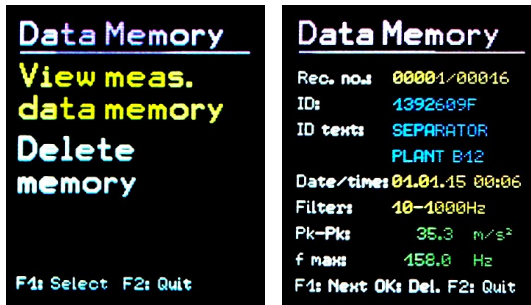 Data Memory
View meas.
data memory
Delete
memory
F1: Select F2: Quit
Data Memory
Rec. no.: 00001/00016
ID: 1392609F
ID text: SEPARATOR
PLANT B12
Date/time: 01.01.15 00:06
Filter: 10-1000Hz
Pk-Pk: 35.3 m/s²
f max: 158.0 Hz
F1: Next OK: Del. F2: Quit